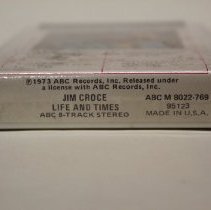 ℗1973 ABC Records, Inc. Released under
a license with ABC Records, Inc.
JIM CROCE ABC M 8022-769
LIFE AND TIMES 95123
ABC 8-TRACK STEREO MADE IN U.S.A.